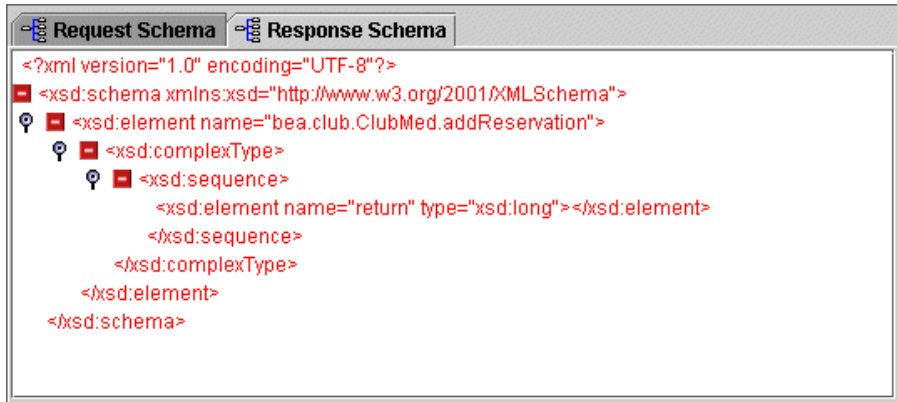 Request Schema Response Schema
<?xml version="1.0" encoding="UTF-8"?>
<xsd:schema xmlns:xsd="http://www.w3.org/2001/XMLSchema">
<xsd:element name="bea.club.ClubMed.addReservation">
<xsd:complexType>
<xsd:sequence>
<xsd:element name="return" type="xsd:long"></xsd:element>
</xsd:sequence>
</xsd:complexType>
</xsd:element>
</xsd:schema>